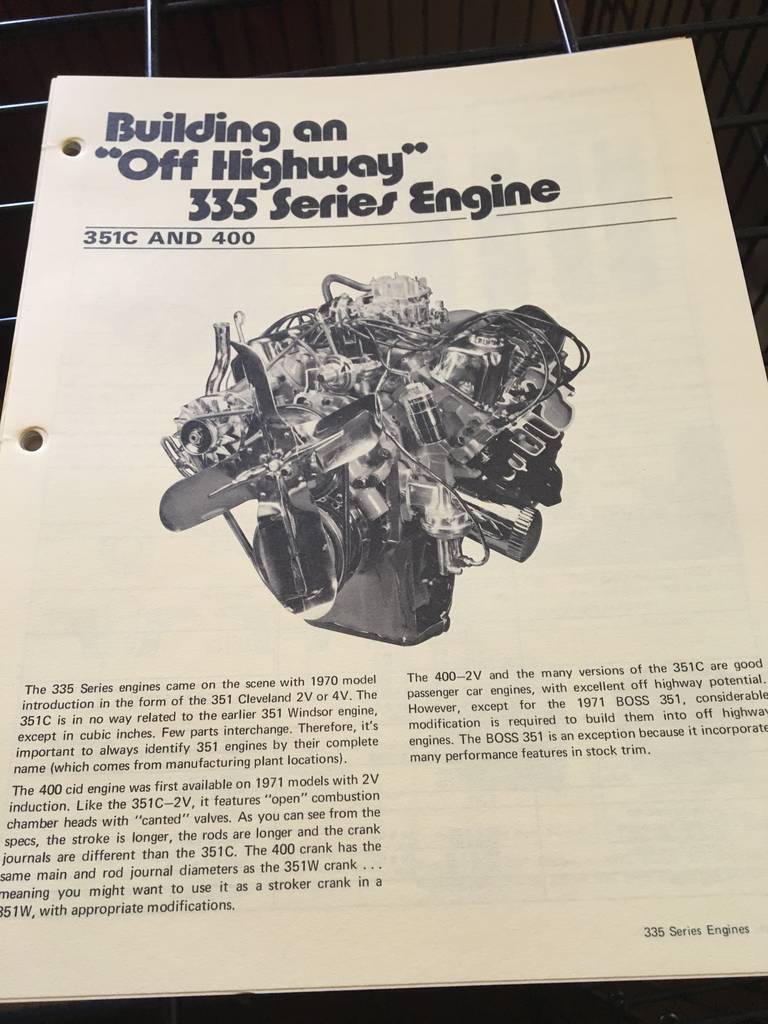 Building an
"Off Highway"
335 Series Engine
351C AND 400
The 335 Series engines came on the scene with 1970 model
introduction in the form of the 351 Cleveland 2V or 4V. The
351C is in no way related to the earlier 351 Windsor engine,
except in cubic inches. Few parts interchange. Therefore, it's
important to always identify 351 engines by their complete
name (which comes from manufacturing plant locations).
The 400 cid engine was first available on 1971 models with 2V
induction. Like the 351C—2V, it features "open" combustion
chamber heads with "canted" valves. As you can see from the
specs, the stroke is longer, the rods are longer and the crank
journals are different than the 351C. The 400 crank has the
same main and rod journal diameters as the 351W crank . . .
meaning you might want to use it as a stroker crank in a
351W, with appropriate modifications.
The 400—2V and the many versions of the 351C are good
passenger car engines, with excellent off highway potential.
However, except for the 1971 BOSS 351, considerable
modification is required to build them into off highway
engines. The BOSS 351 is an exception because it incorporate
many performance features in stock trim.
335 Series Engines